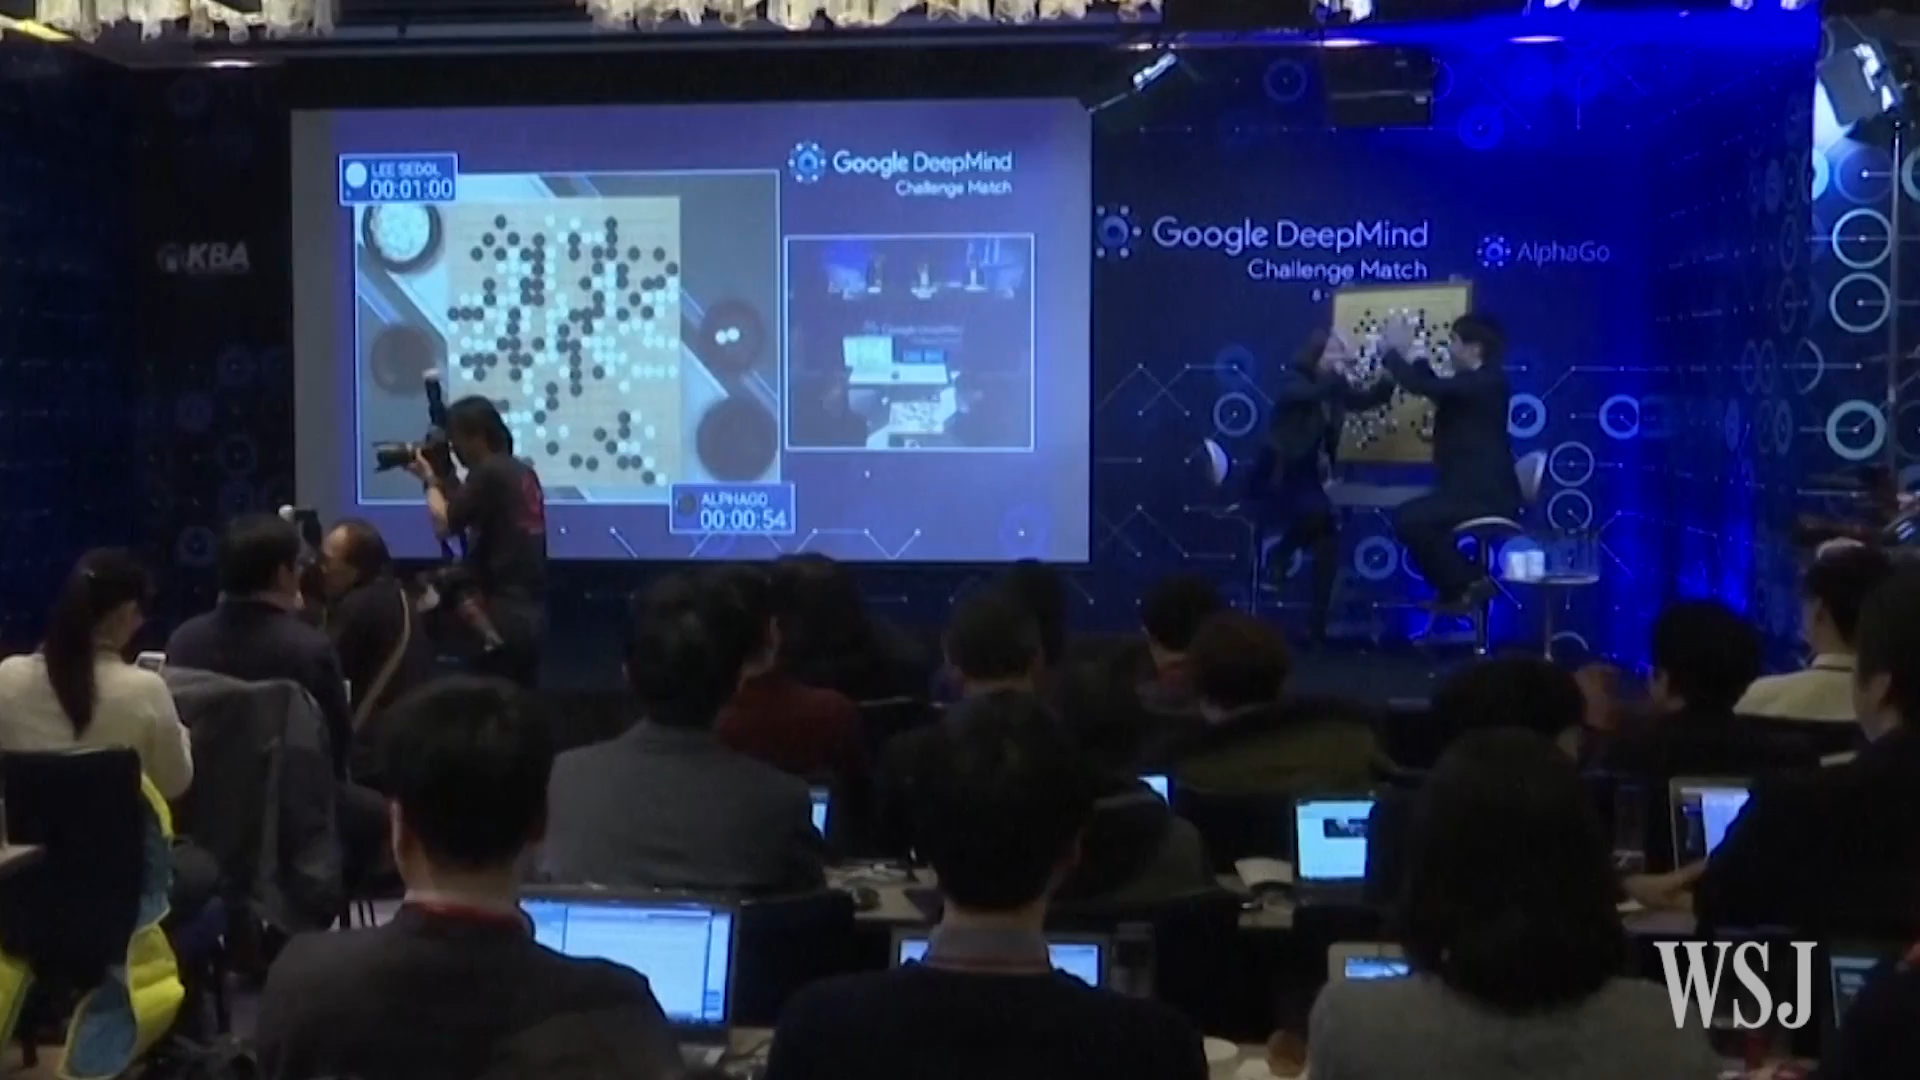 LEE SEDOL
00:01:00
Google DeepMind
Challenge Match
ALPHAGO
00:00:54
KBA
Google DeepMind
Challenge Match
AlphaGo
WSJ